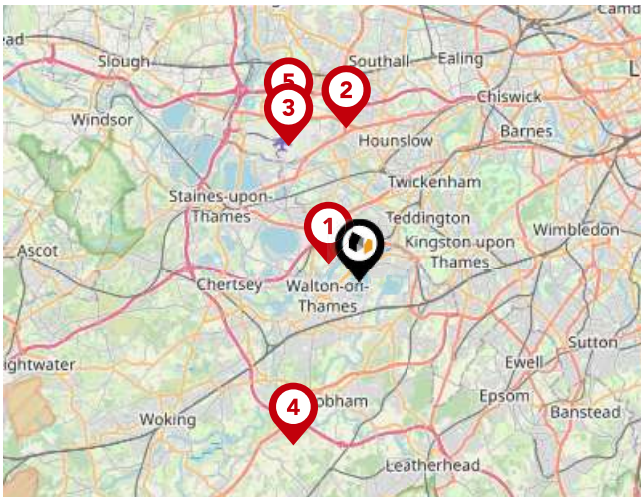 ead
Slough
Southall
Ealing
Camd
5
3
2
Chiswick
L
Windsor
Hounslow
Barnes
Staines-upon-
Thames
Twickenham
1
Teddington
Kingston upon
Thames
Wimbledon
Ascot
Chertsey
Walton-on-
Thames
Sutton
ghtwater
Ewell
4
obham
Epsom
Banstead
Woking
Leatherhead